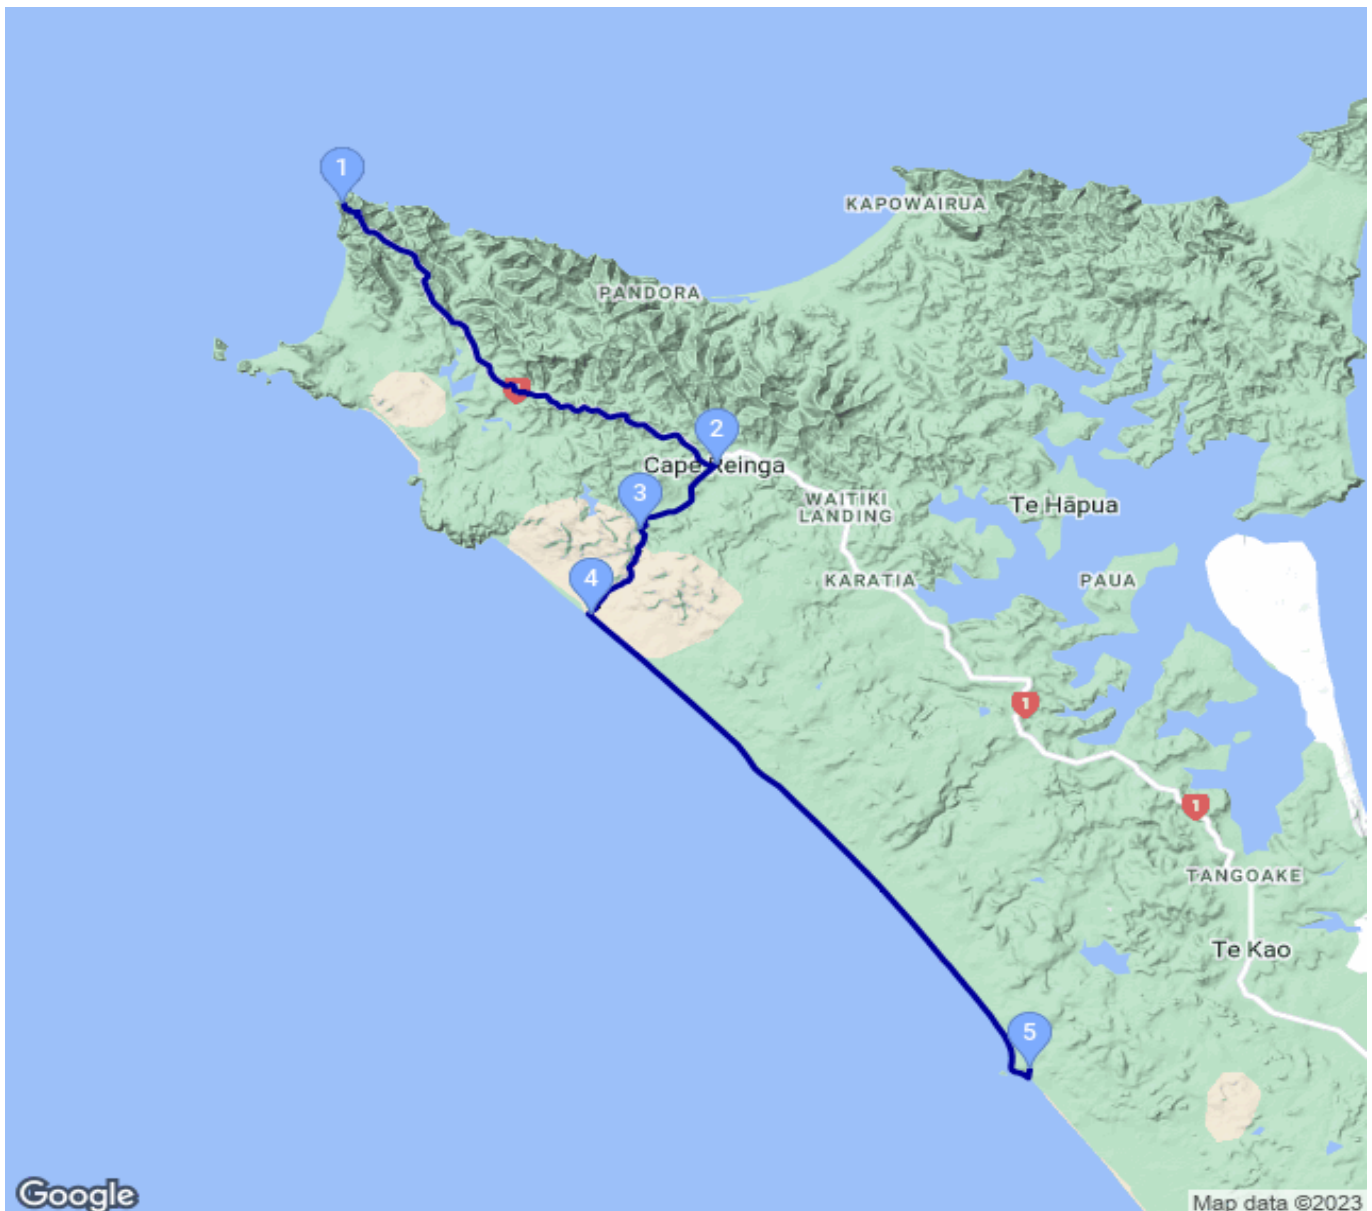 1
KAPOWAIRUA
PANDORA
1
2
Cape Reinga
3
WAITIKI
LANDING
Te Hāpua
4
KARATIA
PAUA
1
1
TANGOAKE
Te Kao
5
Google
Map data ©2023